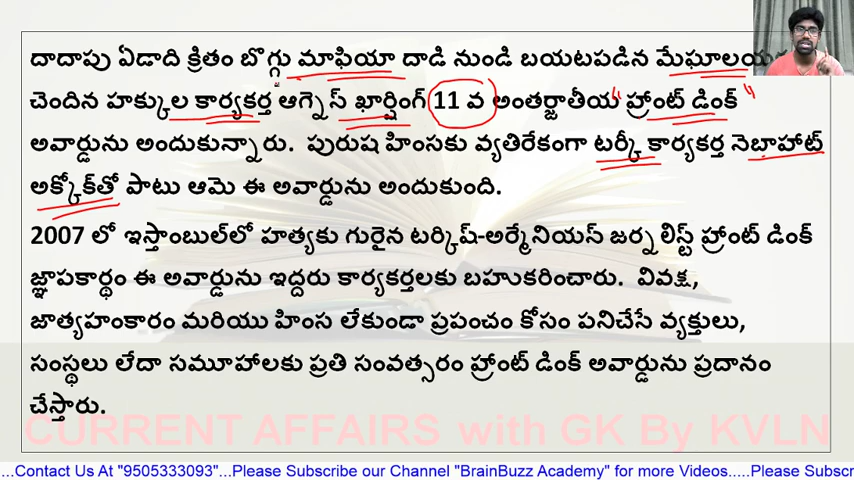 దాదాపు ఏడాది క్రితం బొగ్గు మాఫియా దాడి నుండి బయటపడిన మేఘాలయ
చెందిన హక్కుల కార్యకర్త ఆగ్నెస్ ఖార్షింగ్ 11 వ అంతర్జాతీయ హ్రాంట్ డింక్
అవార్డును అందుకున్నారు. పురుష హింసకు వ్యతిరేకంగా టర్కీ కార్యకర్త నెబాహాట్
అక్కోక్‌తో పాటు ఆమె ఈ అవార్డును అందుకుంది.
2007 లో ఇస్తాంబుల్‌లో హత్యకు గురైన టర్కిష్-అర్మేనియస్ జర్నలిస్ట్ హ్రాంట్ డింక్
జ్ఞాపకార్థం ఈ అవార్డును ఇద్దరు కార్యకర్తలకు బహుకరించారు. వివక్ష,
జాత్యహంకారం మరియు హింస లేకుండా ప్రపంచం కోసం పనిచేసే వ్యక్తులు,
సంస్థలు లేదా సమూహాలకు ప్రతి సంవత్సరం హ్రాంట్ డింక్ అవార్డును ప్రదానం
చేస్తారు.
CURRENT AFFAIRS with GK By KVLN
...Contact Us At "9505333093"...Please Subscribe our Channel "BrainBuzz Academy" for more Videos.....Please Subscr